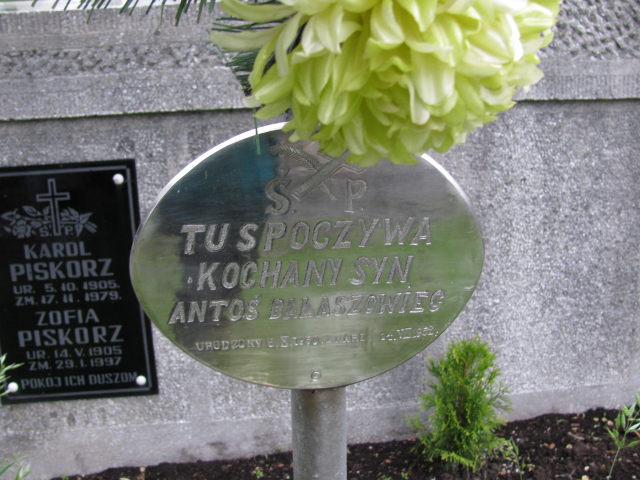 Ś P
TU SPOCZYWA
KOCHANY SYN
ANTOŚ
URODZONY
Ś P
KAROL
PISKORZ
UR. 5.10.1905.
ZM. 17.11.1979.
ZOFIA
PISKORZ
UR. 14.V.1905
ZM. 29.1.1997
POKÓJ ICH DUSZOM